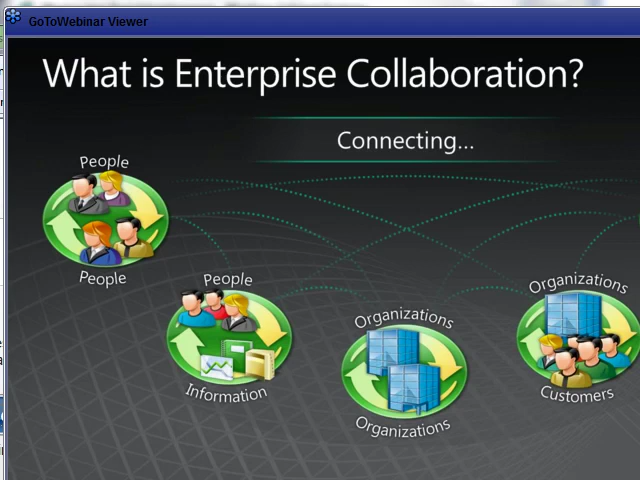 GoToWebinar Viewer
What is Enterprise Collaboration?
Connecting...
People
People
People
Information
Organizations
Organizations
Organizations
Customers